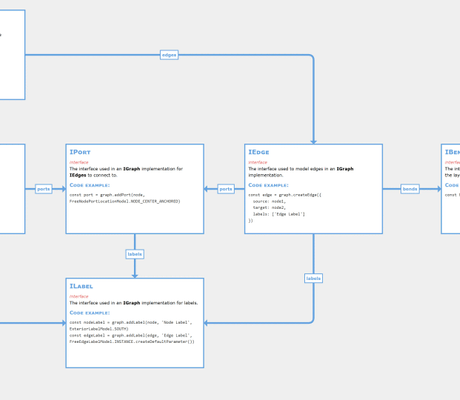 edges
IPort
interface
The interface used in an IGraph implementation for
IEdges to connect to.
Code example:
const port = graph.addPort(node,
FreeNodePortLocationModel.NODE_CENTER_ANCHORED)
IEdge
interface
The interface used to model edges in an IGraph
implementation.
Code example:
const edge = graph.createEdge({
source: node1,
target: node2,
labels: ['Edge Label']
})
IBen
interface
The int
the lay
Code e
const
ports
ports
bends
labels
labels
ILabel
interface
The interface used in an IGraph implementation for labels.
Code example:
const nodeLabel = graph.addLabel(node, 'Node Label',
ExteriorLabelModel.SOUTH)
const edgeLabel = graph.addLabel(edge, 'Edge Label',
FreeEdgeLabelModel.INSTANCE.createDefaultParameter())